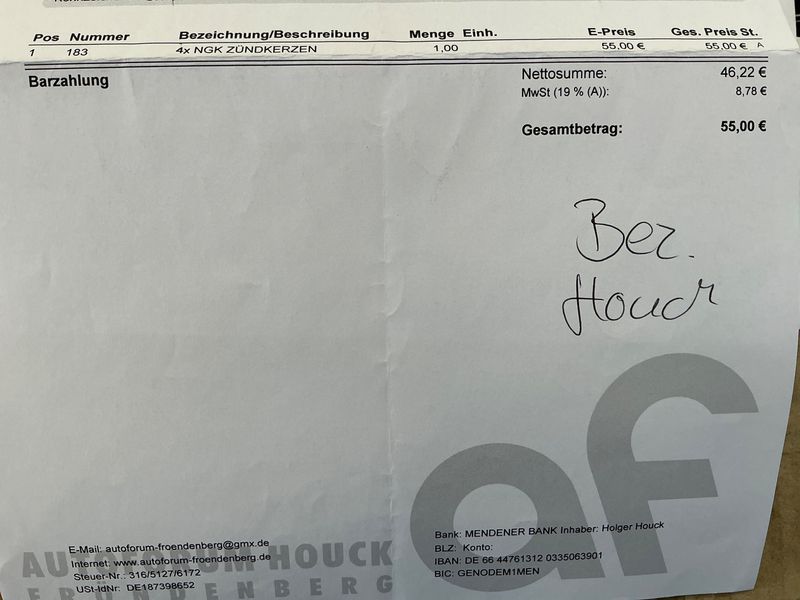 Pos Nummer Bezeichnung/Beschreibung Menge Einh. E-Preis Ges. Preis St.
1 183 4x NGK ZÜNDKERZEN 1,00 55,00 € 55,00 € A
Barzahlung
Nettosumme: 46,22 €
MwSt (19 % (A)): 8,78 €
Gesamtbetrag: 55,00 €
Bez.
Houck
af
AUTOFORUM HOUCK
FRÖNDENBERG
E-Mail: autoforum-froendenberg@gmx.de
Internet: www.autoforum-froendenberg.de
Steuer-Nr.: 316/5127/6172
USt-IdNr: DE187398652
Bank: MENDENER BANK Inhaber: Holger Houck
BLZ: Konto:
IBAN: DE 66 44761312 0335063901
BIC: GENODEM1MEN